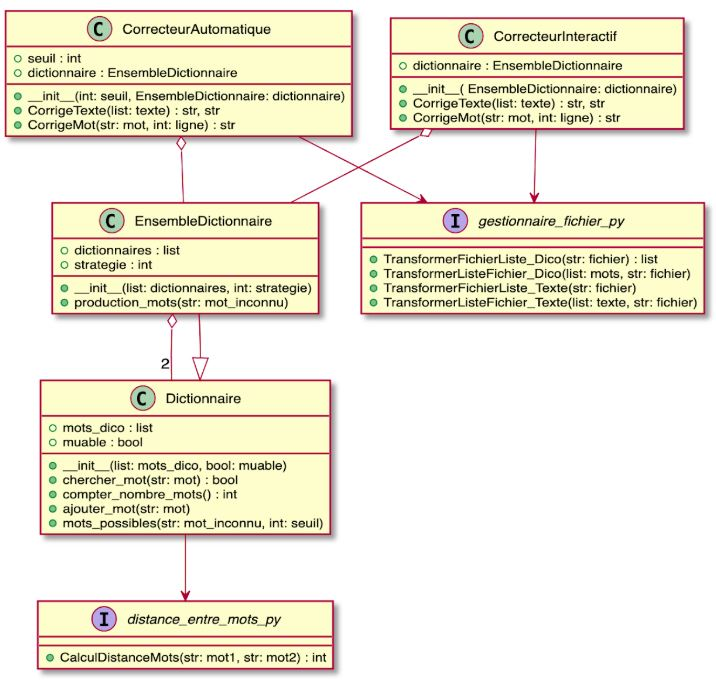 C CorrecteurAutomatique
seuil : int
dictionnaire : EnsembleDictionnaire
__init__(int: seuil, EnsembleDictionnaire: dictionnaire)
CorrigeTexte(list: texte) : str, str
CorrigeMot(str: mot, int: ligne) : str
C CorrecteurInteractif
dictionnaire : EnsembleDictionnaire
__init__( EnsembleDictionnaire: dictionnaire)
CorrigeTexte(list: texte) : str, str
CorrigeMot(str: mot, int: ligne) : str
C EnsembleDictionnaire
dictionnaires : list
strategie : int
__init__(list: dictionnaires, int: strategie)
production_mots(str: mot_inconnu)
I gestionnaire_fichier_py
TransformerFichierListe_Dico(str: fichier) : list
TransformerListeFichier_Dico(list: mots, str: fichier)
TransformerFichierListe_Texte(str: fichier)
TransformerListeFichier_Texte(list: texte, str: fichier)
2
C Dictionnaire
mots_dico : list
muable : bool
__init__(list: mots_dico, bool: muable)
chercher_mot(str: mot) : bool
compter_nombre_mots() : int
ajouter_mot(str: mot)
mots_possibles(str: mot_inconnu, int: seuil)
I distance_entre_mots_py
CalculDistanceMots(str: mot1, str: mot2) : int